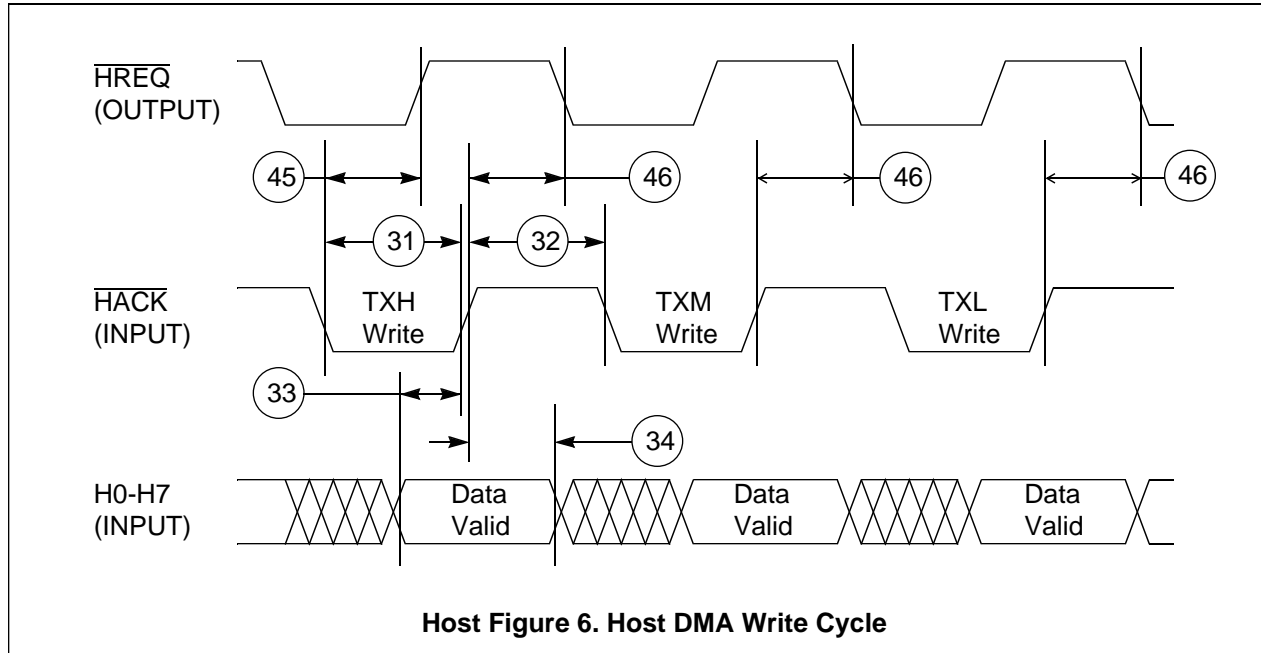 HREQ
(OUTPUT)
45
46
46
46
31
32
HACK
(INPUT)
TXH
Write
TXM
Write
TXL
Write
33
34
H0-H7
(INPUT)
Data
Valid
Data
Valid
Data
Valid
Host Figure 6. Host DMA Write Cycle